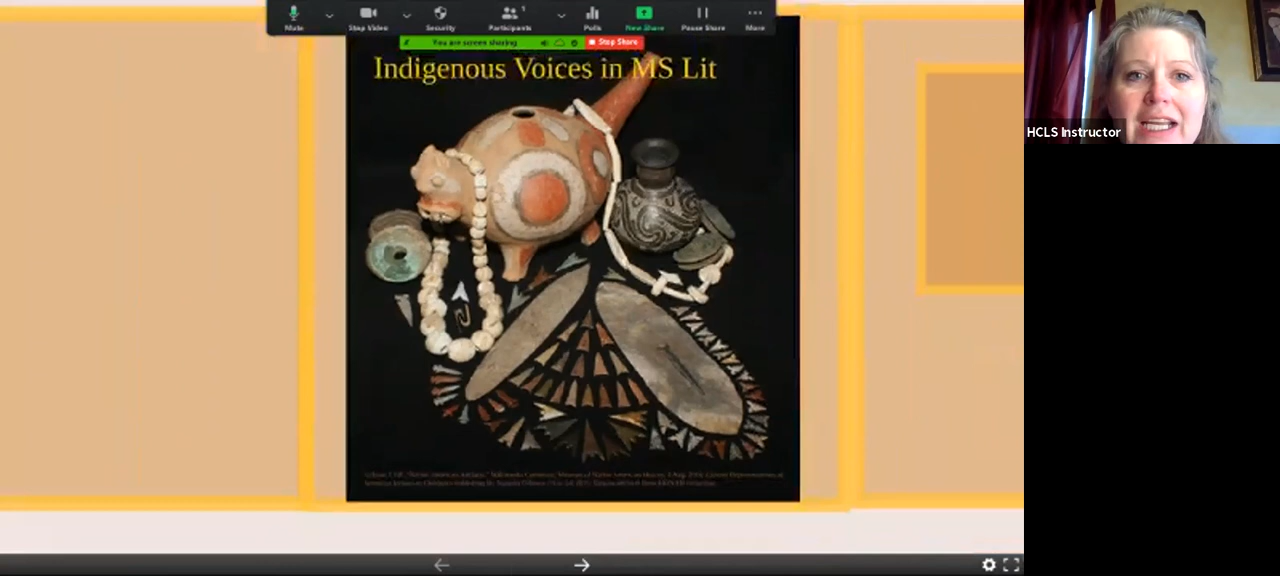 1
Mute
Stop Video
Security
Participants
Polls
New Share
Pause Share
More
You are screen sharing
Stop Share
Indigenous Voices in MS Lit
HCLS Instructor